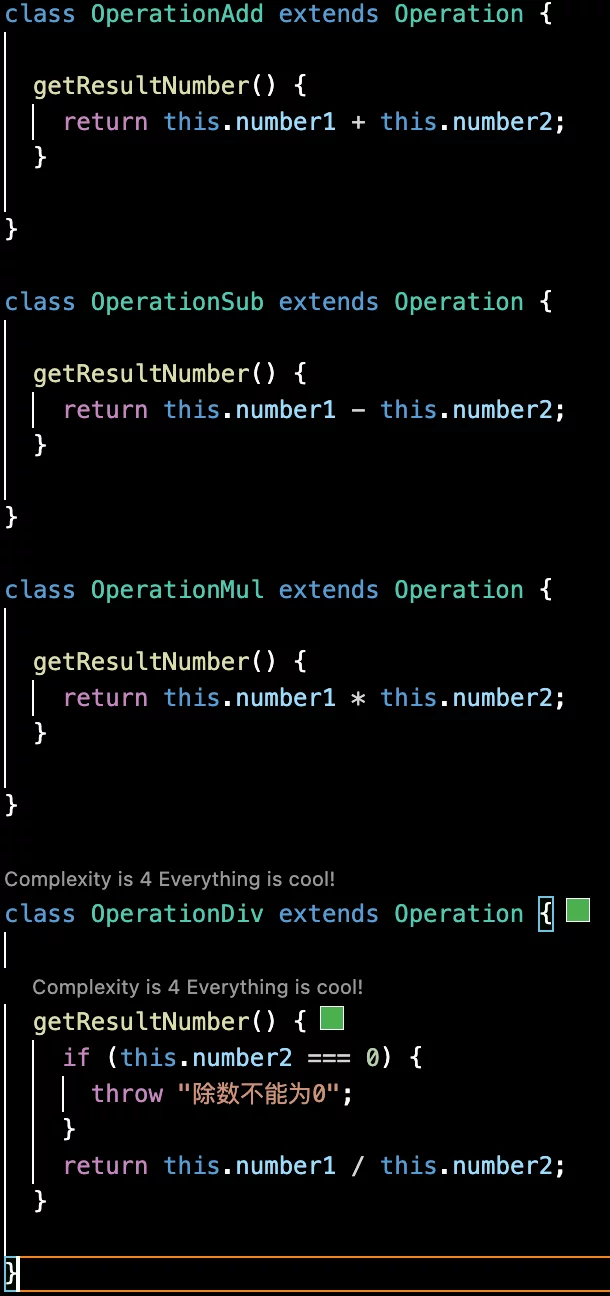 class OperationAdd extends Operation {
getResultNumber() {
return this.number1 + this.number2;
}
}
class OperationSub extends Operation {
getResultNumber() {
return this.number1 - this.number2;
}
}
class OperationMul extends Operation {
getResultNumber() {
return this.number1 * this.number2;
}
}
Complexity is 4 Everything is cool!
class OperationDiv extends Operation {
Complexity is 4 Everything is cool!
getResultNumber() {
if (this.number2 === 0) {
throw "除数不能为0";
}
return this.number1 / this.number2;
}
}